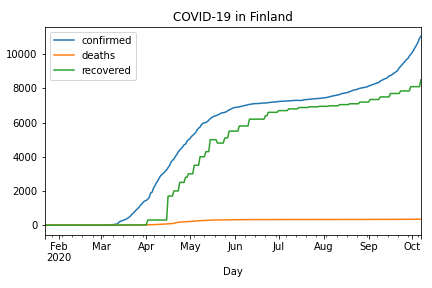 COVID-19 in Finland
confirmed
deaths
recovered
10000
8000
6000
4000
2000
0
Feb Mar Apr May Jun Jul Aug Sep Oct
2020
Day